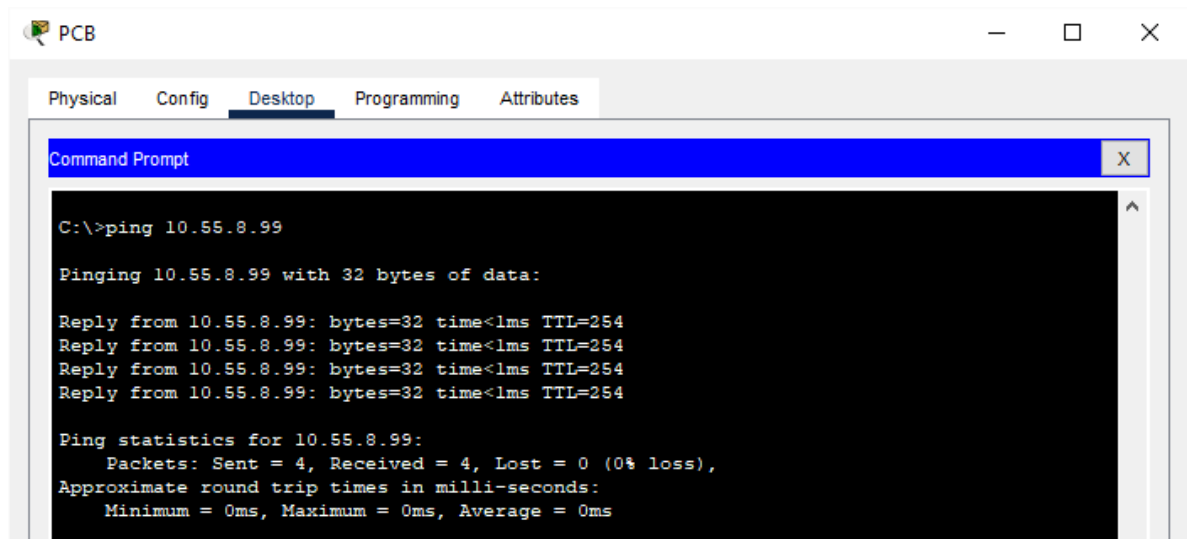 PCB
Physical Config Desktop Programming Attributes
Command Prompt X
C:\>ping 10.55.8.99
Pinging 10.55.8.99 with 32 bytes of data:
Reply from 10.55.8.99: bytes=32 time<1ms TTL=254
Reply from 10.55.8.99: bytes=32 time<1ms TTL=254
Reply from 10.55.8.99: bytes=32 time<1ms TTL=254
Reply from 10.55.8.99: bytes=32 time<1ms TTL=254
Ping statistics for 10.55.8.99:
Packets: Sent = 4, Received = 4, Lost = 0 (0% loss),
Approximate round trip times in milli-seconds:
Minimum = 0ms, Maximum = 0ms, Average = 0ms